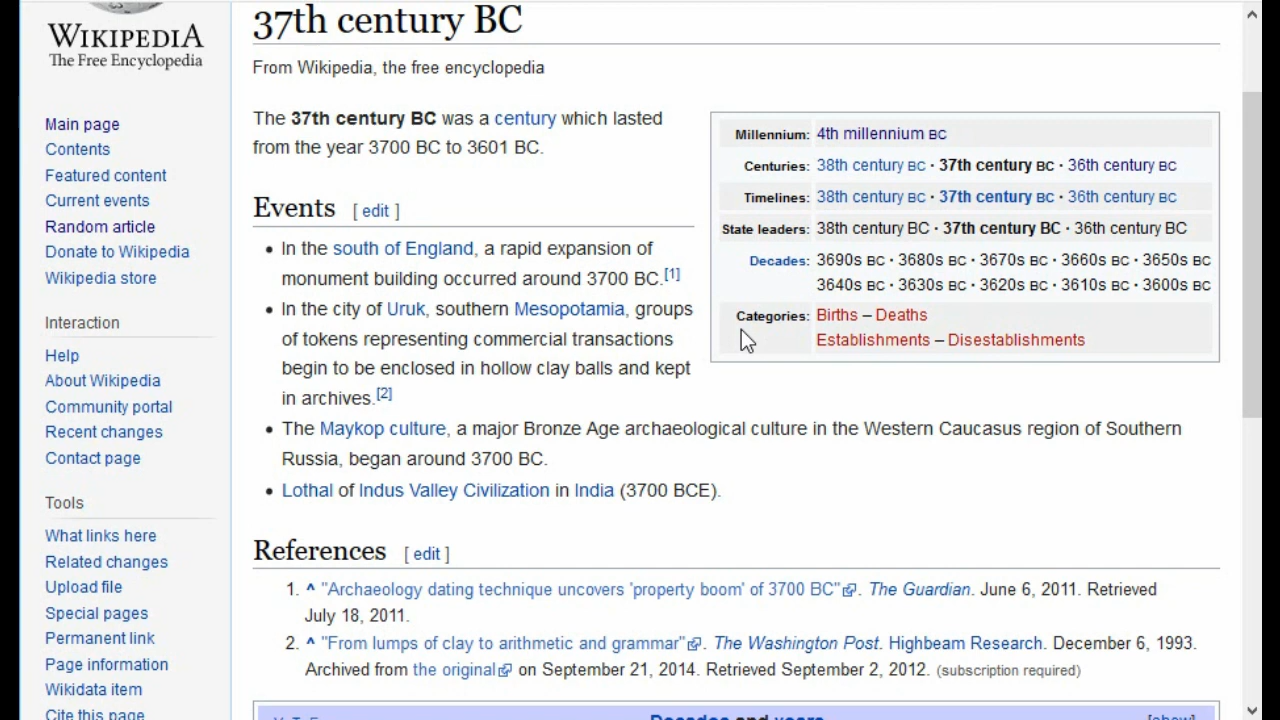 WIKIPEDIA
The Free Encyclopedia
Main page
Contents
Featured content
Current events
Random article
Donate to Wikipedia
Wikipedia store
Interaction
Help
About Wikipedia
Community portal
Recent changes
Contact page
Tools
What links here
Related changes
Upload file
Special pages
Permanent link
Page information
Wikidata item
Cite this page
37th century BC
From Wikipedia, the free encyclopedia
The 37th century BC was a century which lasted
from the year 3700 BC to 3601 BC.
Millennium: 4th millennium BC
Centuries: 38th century BC · 37th century BC · 36th century BC
Timelines: 38th century BC · 37th century BC · 36th century BC
State leaders: 38th century BC · 37th century BC · 36th century BC
Decades: 3690s BC · 3680s BC · 3670s BC · 3660s BC · 3650s BC
3640s BC · 3630s BC · 3620s BC · 3610s BC · 3600s BC
Categories: Births – Deaths
Establishments – Disestablishments
Events [ edit ]
• In the south of England, a rapid expansion of
monument building occurred around 3700 BC.[1]
• In the city of Uruk, southern Mesopotamia, groups
of tokens representing commercial transactions
begin to be enclosed in hollow clay balls and kept
in archives.[2]
• The Maykop culture, a major Bronze Age archaeological culture in the Western Caucasus region of Southern
Russia, began around 3700 BC.
• Lothal of Indus Valley Civilization in India (3700 BCE).
References [ edit ]
1. ^ "Archaeology dating technique uncovers 'property boom' of 3700 BC". The Guardian. June 6, 2011. Retrieved
July 18, 2011.
2. ^ "From lumps of clay to arithmetic and grammar". The Washington Post. Highbeam Research. December 6, 1993.
Archived from the original on September 21, 2014. Retrieved September 2, 2012. (subscription required)
V · T · E Decades and years [show]